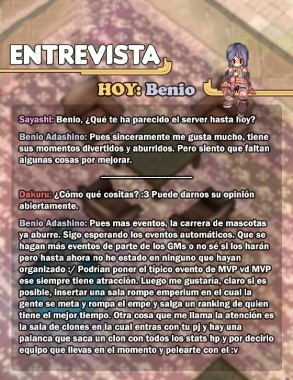 ENTREVISTA
HOY: Benio
Sayashi: Benio, ¿Qué te ha parecido el server hasta hoy?
Benio Adashino: Pues sinceramente me gusta mucho, tiene
sus momentos divertidos y aburridos. Pero siento que faltan
algunas cosas por mejorar.
Dakuru: ¿Cómo qué cositas? :3 Puede darnos su opinión
abiertamente.
Benio Adashino: Pues mas eventos, la carrera de mascotas
ya aburre. Sigo esperando los eventos automáticos. Que se
hagan más eventos de parte de los GMs o no sé si los harán
pero hasta ahora no he estado en ninguno que hayan
organizado :/ Podrían poner el típico evento de MVP vd MVP
ese siempre tiene atracción. Luego me gustaría, claro si es
posible, insertar una sala rompe emperium en el cual la
gente se meta y rompa el empe y salga un ranking de quien
tiene el mejor tiempo. Otra cosa que me llama la atención es
la sala de clones en la cual entras con tu pj y hay una
palanca que saca un clon con todos los stats hp y por decirlo
equipo que llevas en el momento y pelearte con el :v